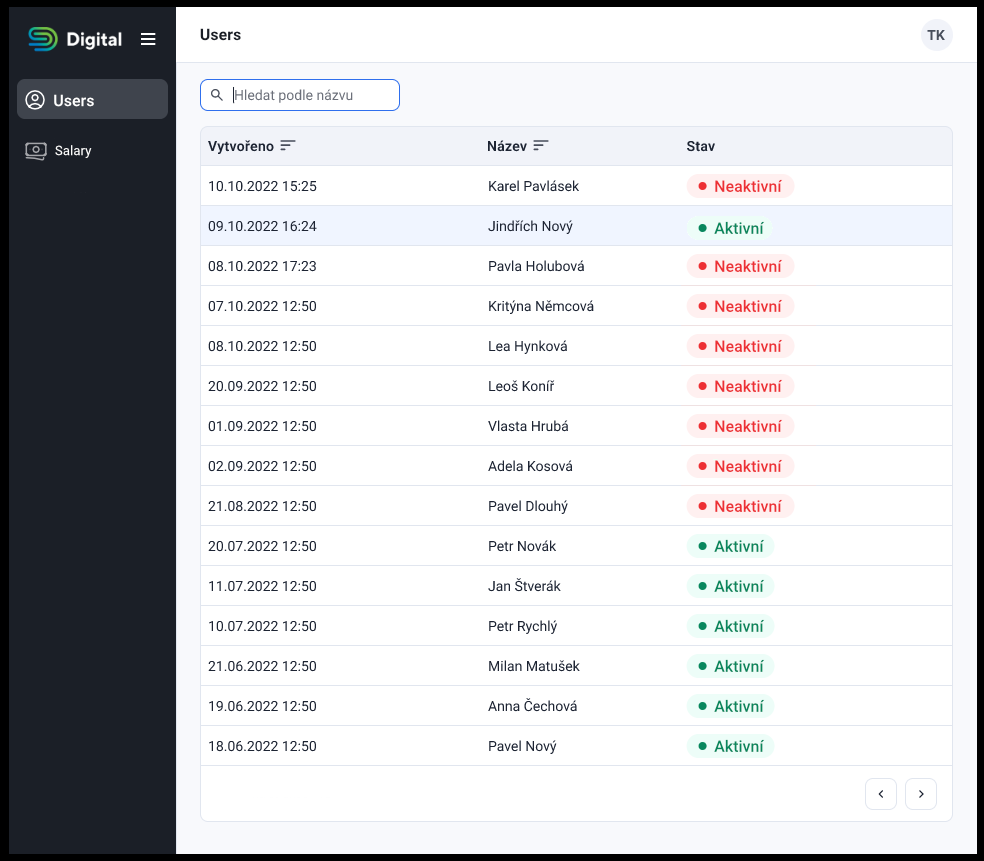 Digital
Users
TK
Users
Salary
Hledat podle názvu
Vytvořeno Název Stav
10.10.2022 15:25 Karel Pavlásek Neaktivní
09.10.2022 16:24 Jindřích Nový Aktivní
08.10.2022 17:23 Pavla Holubová Neaktivní
07.10.2022 12:50 Kritýna Němcová Neaktivní
08.10.2022 12:50 Lea Hynková Neaktivní
20.09.2022 12:50 Leoš Koníř Neaktivní
01.09.2022 12:50 Vlasta Hrubá Neaktivní
02.09.2022 12:50 Adela Kosová Neaktivní
21.08.2022 12:50 Pavel Dlouhý Neaktivní
20.07.2022 12:50 Petr Novák Aktivní
11.07.2022 12:50 Jan Štverák Aktivní
10.07.2022 12:50 Petr Rychlý Aktivní
21.06.2022 12:50 Milan Matušek Aktivní
19.06.2022 12:50 Anna Čechová Aktivní
18.06.2022 12:50 Pavel Nový Aktivní